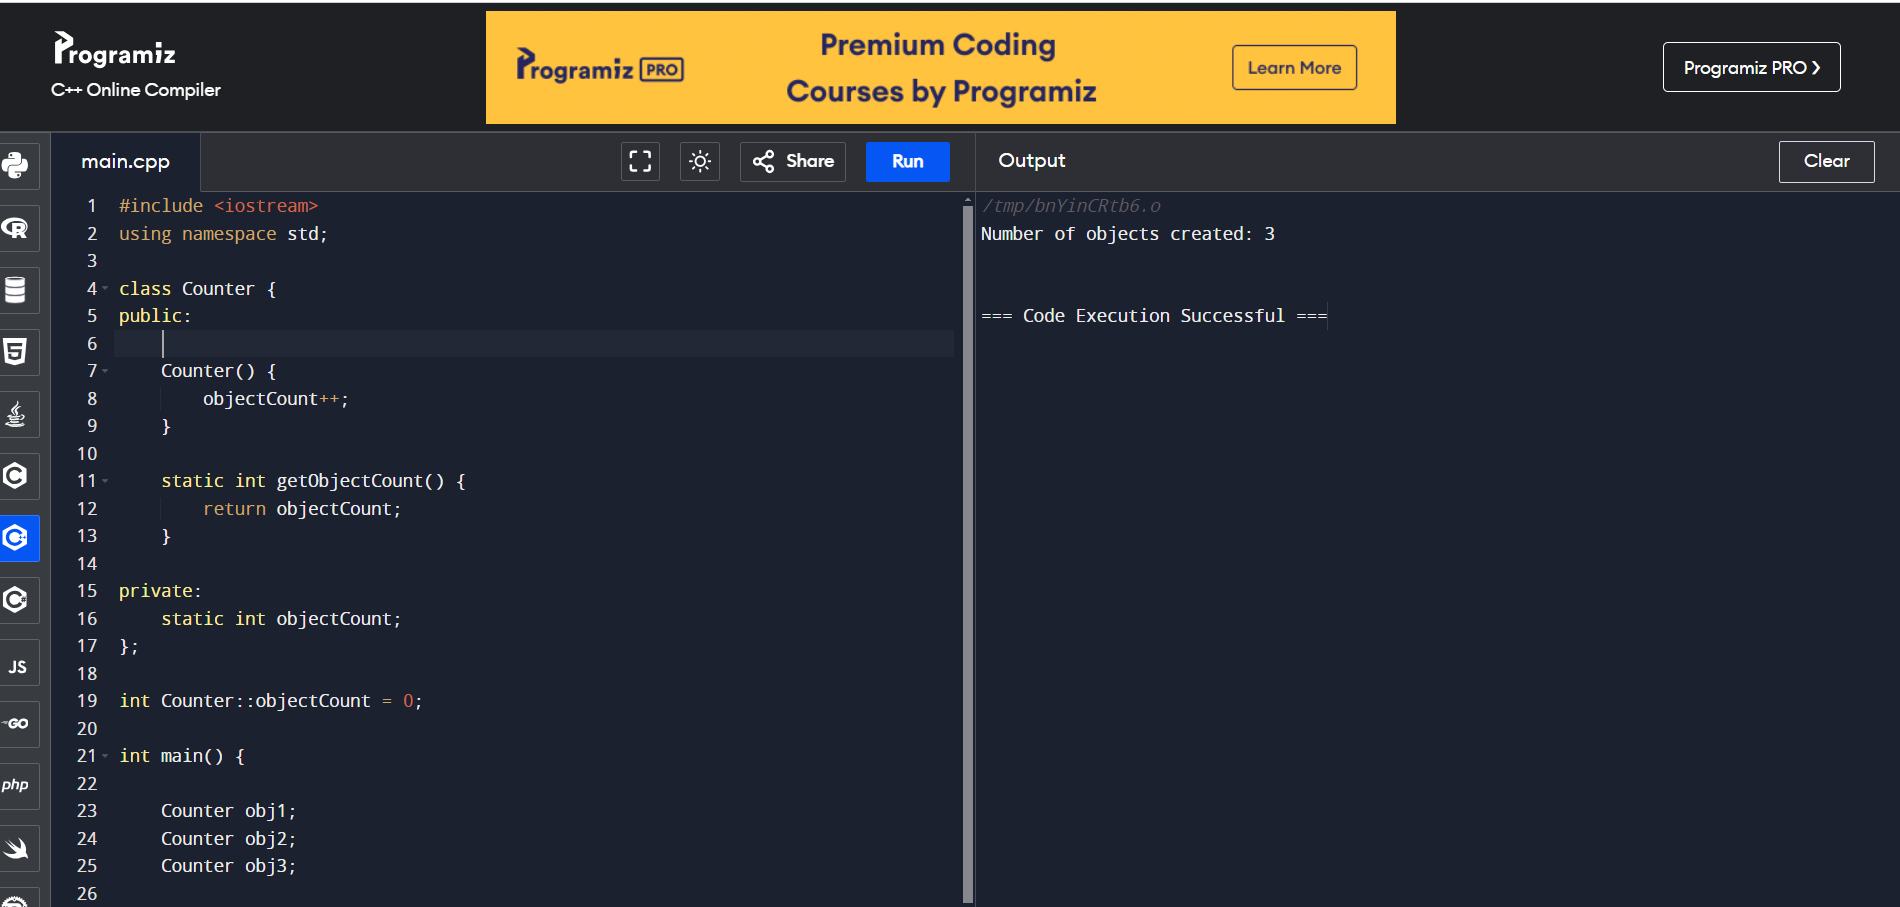 Programiz
C++ Online Compiler
Programiz PRO
Premium Coding
Courses by Programiz
Learn More
Programiz PRO ❯
main.cpp
Share
Run
Output
Clear
1 #include <iostream>
2 using namespace std;
3
4 class Counter {
5 public:
6
7     Counter() {
8         objectCount++;
9     }
10
11     static int getObjectCount() {
12         return objectCount;
13     }
14
15 private:
16     static int objectCount;
17 };
18
19 int Counter::objectCount = 0;
20
21 int main() {
22
23     Counter obj1;
24     Counter obj2;
25     Counter obj3;
26
/tmp/bnYinCRtb6.o
Number of objects created: 3
=== Code Execution Successful ===
R
5
C
C++
C#
JS
GO
php